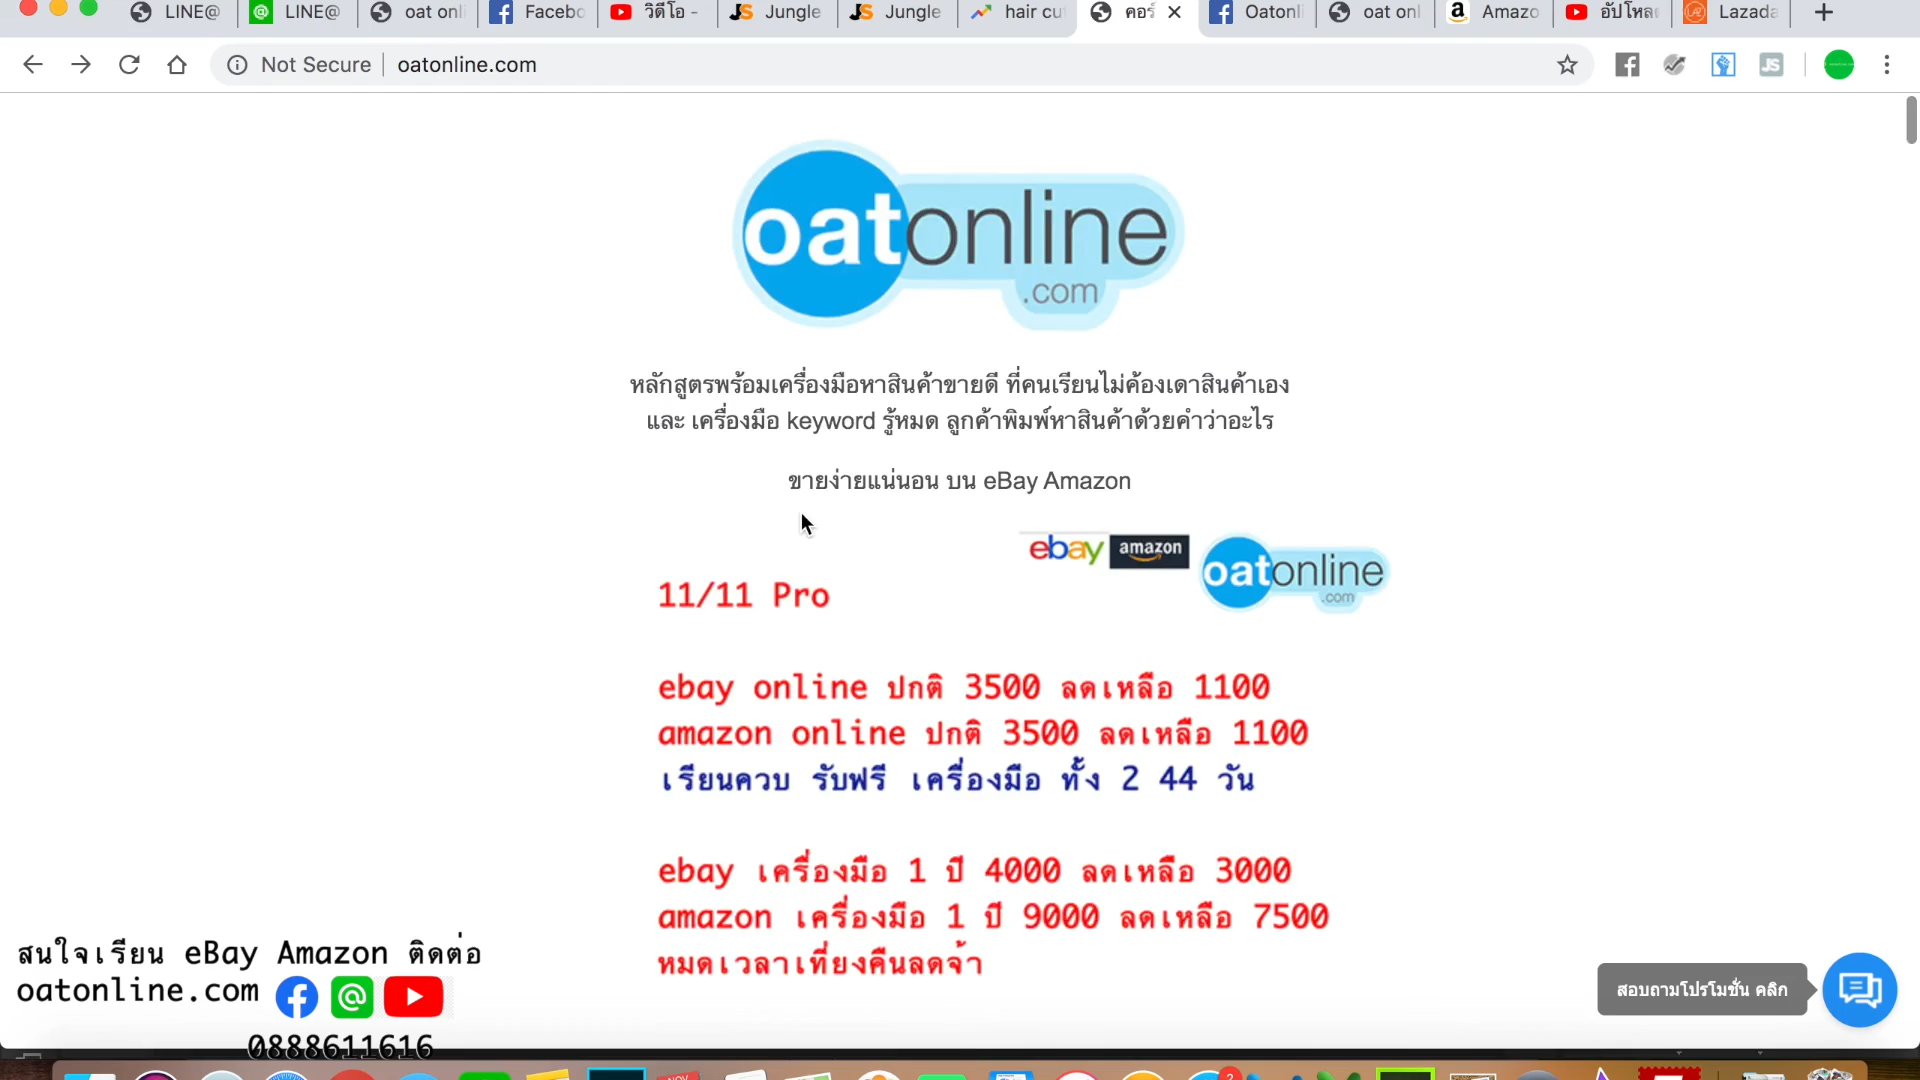 LINE@ LINE@ oat onl Facebo วิดีโอ - Jungle Jungle hair cu คอร์ Oatonl oat onl Amazo อัปโหล Lazada
Not Secure oatonline.com
oatonline
.com
หลักสูตรพร้อมเครื่องมือหาสินค้าขายดี ที่คนเรียนไม่ค้องเดาสินค้าเอง
และ เครื่องมือ keyword รู้หมด ลูกค้าพิมพ์หาสินค้าด้วยคำว่าอะไร
ขายง่ายแน่นอน บน eBay Amazon
ebay amazon oatonline
.com
11/11 Pro
ebay online ปกติ 3500 ลดเหลือ 1100
amazon online ปกติ 3500 ลดเหลือ 1100
เรียนควบ รับฟรี เครื่องมือ ทั้ง 2 44 วัน
ebay เครื่องมือ 1 ปี 4000 ลดเหลือ 3000
amazon เครื่องมือ 1 ปี 9000 ลดเหลือ 7500
หมดเวลาเที่ยงคืนลดจ้า
สนใจเรียน eBay Amazon ติดต่อ
oatonline.com
0888611616
สอบถามโปรโมชั่น คลิก